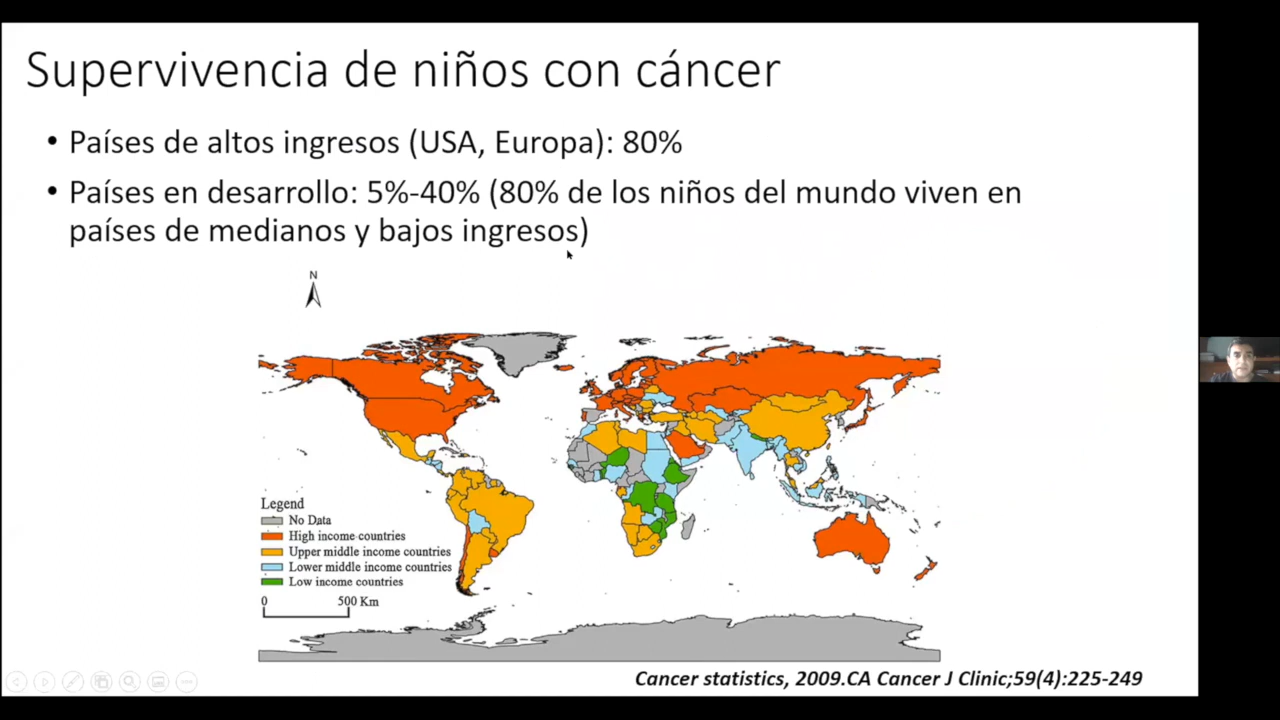 Supervivencia de niños con cáncer
• Países de altos ingresos (USA, Europa): 80%
• Países en desarrollo: 5%-40% (80% de los niños del mundo viven en
países de medianos y bajos ingresos)
N
Legend
No Data
High income countries
Upper middle income countries
Lower middle income countries
Low income countries
0 500 Km
Cancer statistics, 2009.CA Cancer J Clinic;59(4):225-249